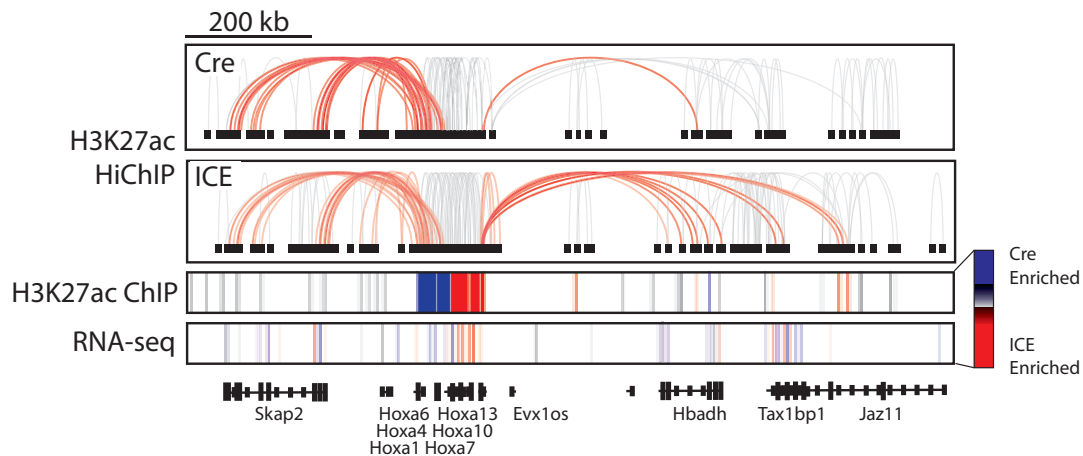 200 kb
Cre
H3K27ac
HiChIP
ICE
H3K27ac ChIP
RNA-seq
Cre
Enriched
ICE
Enriched
Skap2
Hoxa6 Hoxa13 Evx1os
Hbadh
Tax1bp1
Jaz11
Hoxa4 Hoxa10
Hoxa1 Hoxa7